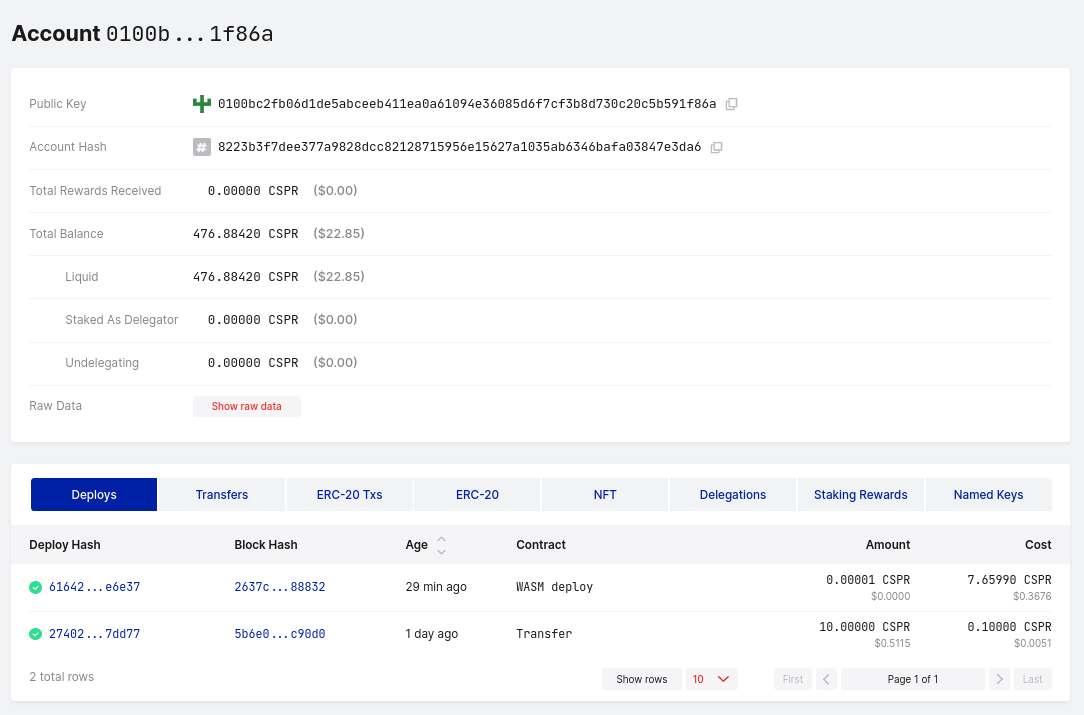 Account 0100b...1f86a
Public Key 0100bc2fb06d1de5abceeb411ea0a61094e36085d6f7cf3b8d730c20c5b591f86a
Account Hash # 8223b3f7dee377a9828dcc82128715956e15627a1035ab6346bafa03847e3da6
Total Rewards Received 0.00000 CSPR ($0.00)
Total Balance 476.88420 CSPR ($22.85)
Liquid 476.88420 CSPR ($22.85)
Staked As Delegator 0.00000 CSPR ($0.00)
Undelegating 0.00000 CSPR ($0.00)
Raw Data Show raw data
Deploys Transfers ERC-20 Txs ERC-20 NFT Delegations Staking Rewards Named Keys
Deploy Hash Block Hash Age Contract Amount Cost
61642...e6e37 2637c...88832 29 min ago WASM deploy 0.00001 CSPR 7.65990 CSPR
$0.0000 $0.3676
27402...7dd77 5b6e0...c90d0 1 day ago Transfer 10.00000 CSPR 0.10000 CSPR
$0.5115 $0.0051
2 total rows Show rows 10 First Page 1 of 1 Last